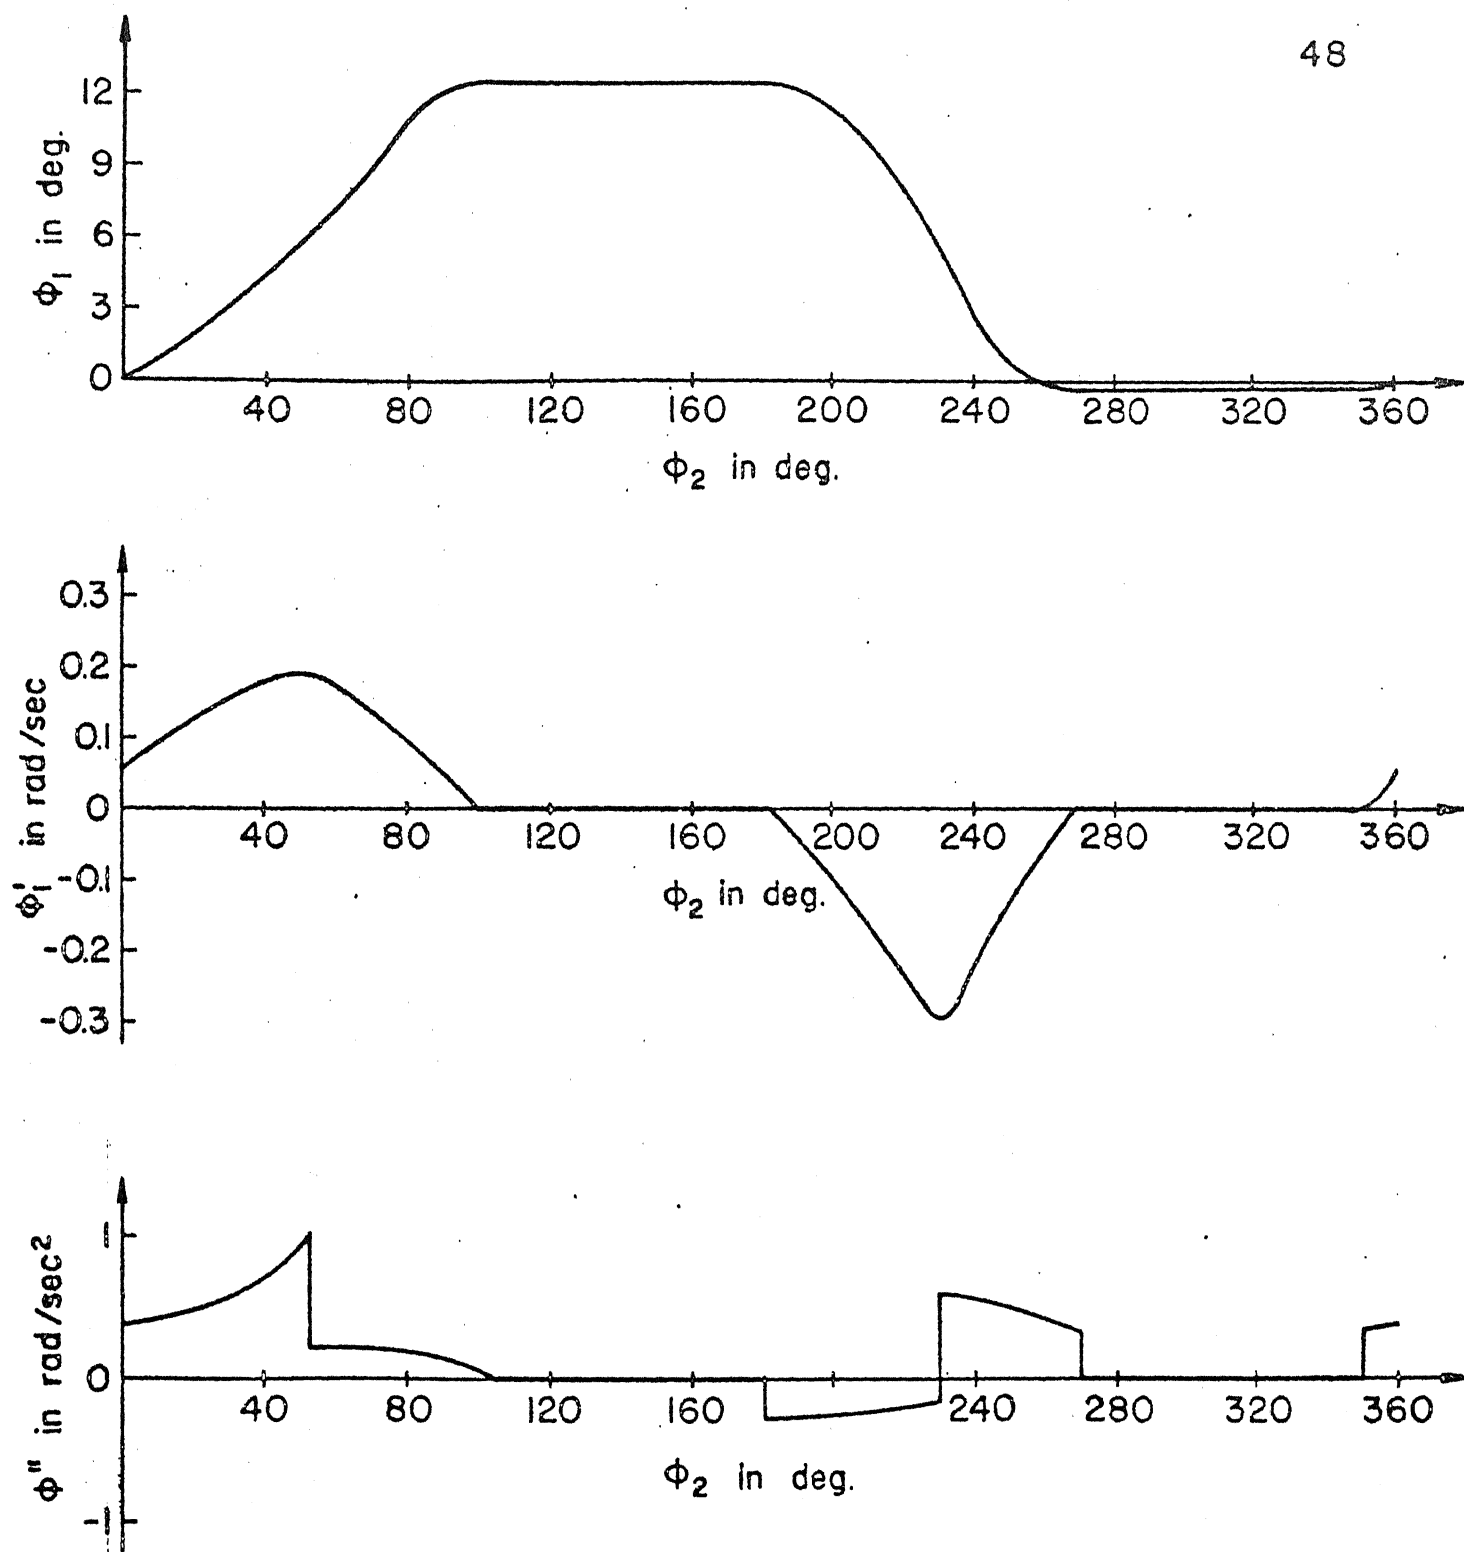 48
12
9
6
3
0
ϕ₁ in deg.
40 80 120 160 200 240 280 320 360
ϕ₂ in deg.
0.3
0.2
0.1
0
-0.1
-0.2
-0.3
ϕ₁' in rad/sec
40 80 120 160 200 240 280 320 360
ϕ₂ in deg.
1
0
-1
ϕ" in rad/sec²
40 80 120 160 240 280 320 360
ϕ₂ in deg.